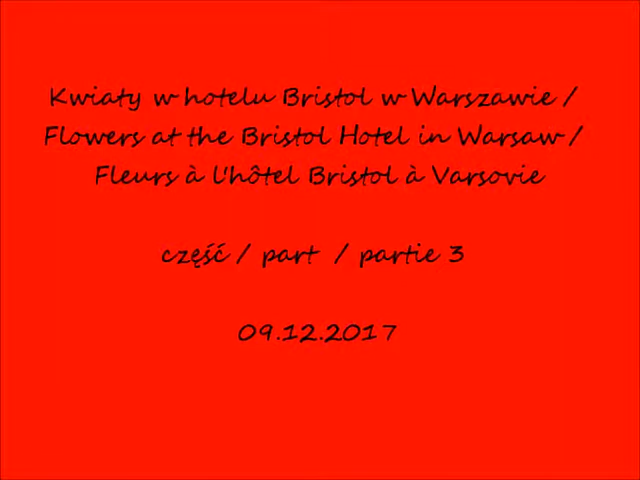 Kwiaty w hotelu Bristol w Warszawie /
Flowers at the Bristol Hotel in Warsaw /
Fleurs à l'hôtel Bristol à Varsovie
część / part / partie 3
09.12.2017